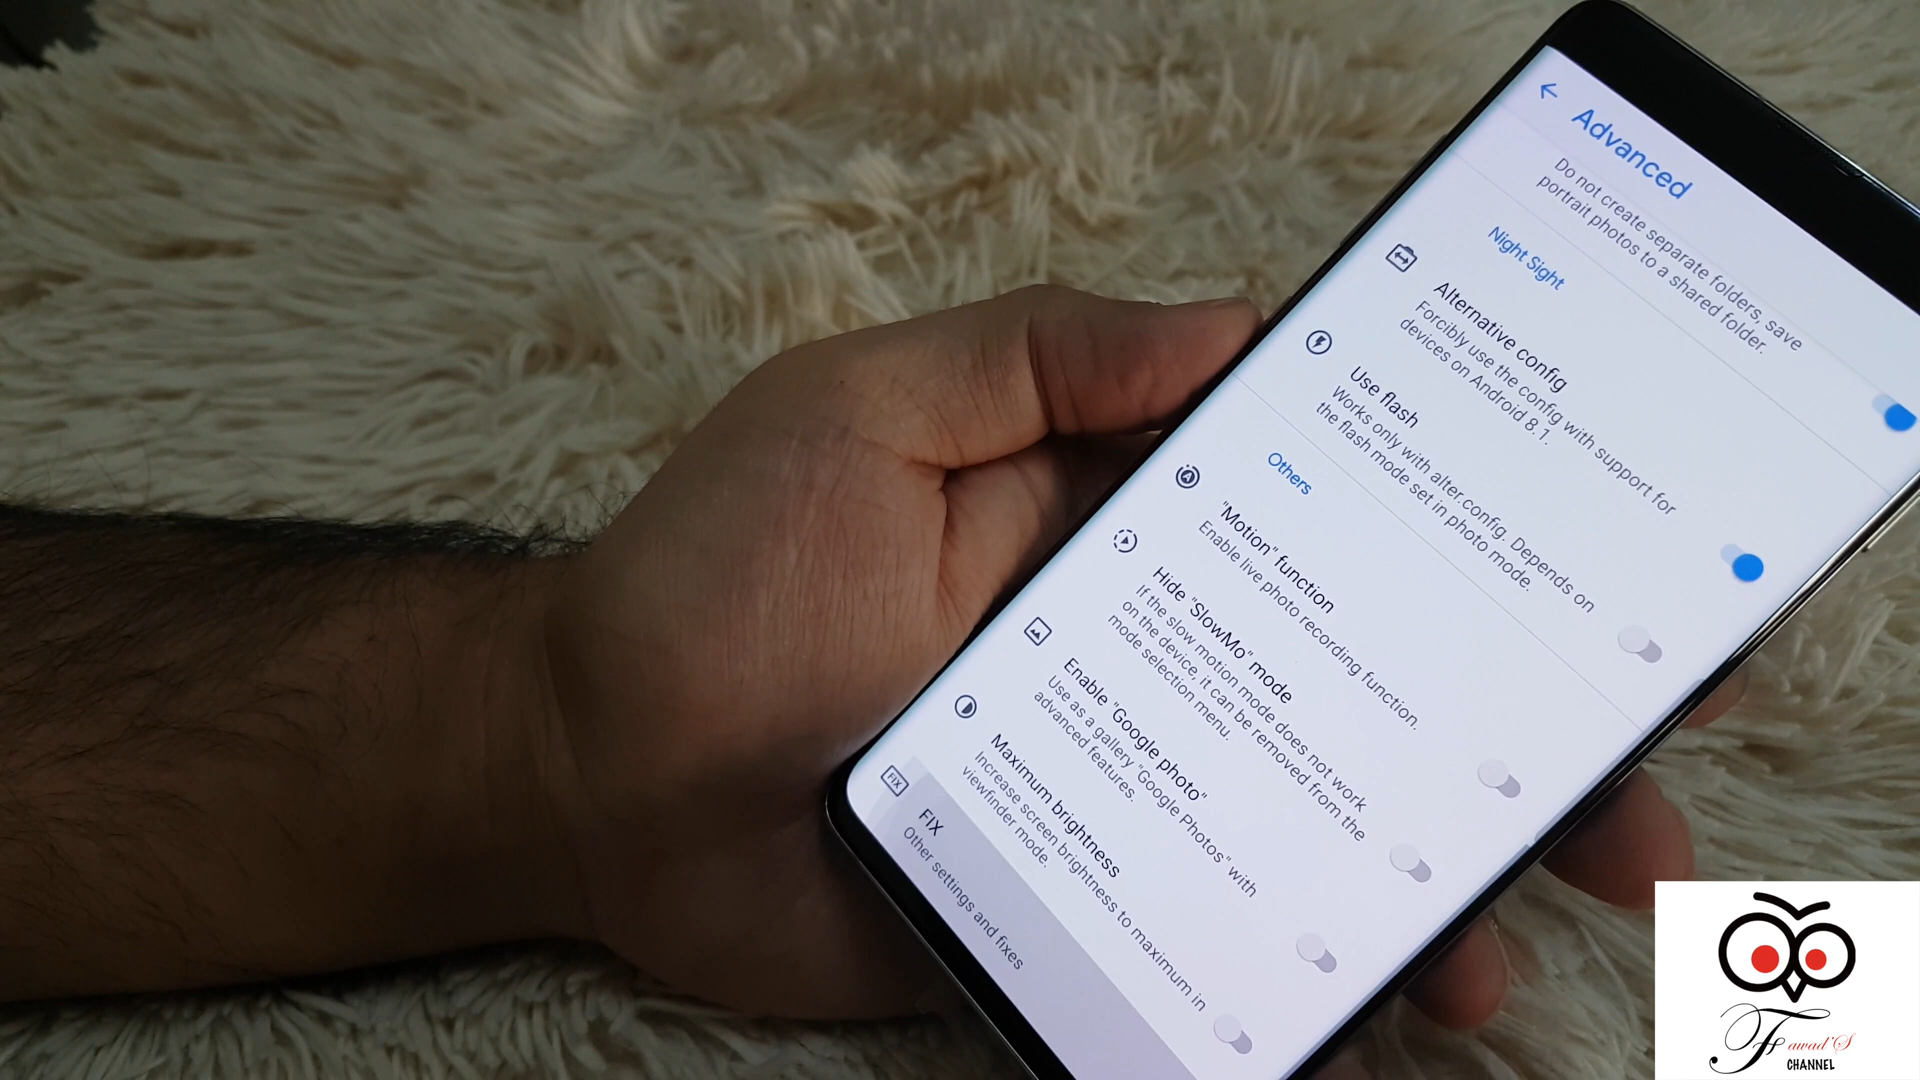 Advanced
Do not create separate folders, save
portrait photos to a shared folder.
Night Sight
Alternative config
Forcibly use the config with support for
devices on Android 8.1.
Use flash
Works only with alter.config. Depends on
the flash mode set in photo mode.
Others
"Motion" function
Enable live photo recording function.
Hide "SlowMo" mode
If the slow motion mode does not work
on the device, it can be removed from the
mode selection menu.
Enable "Google photo"
Use as a gallery "Google Photos" with
advanced features.
Maximum brightness
Increase screen brightness to maximum in
viewfinder mode.
FIX
FIX
Other settings and fixes
Fawad'S
CHANNEL